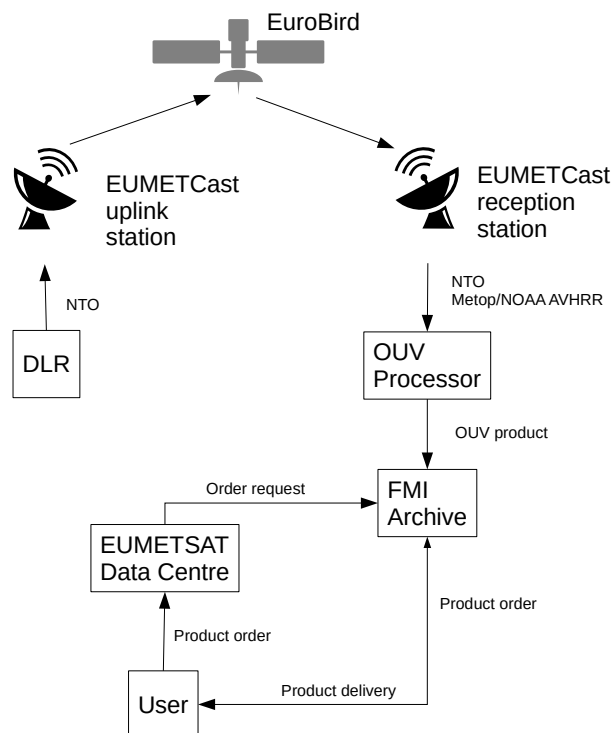 EuroBird
EUMETCast
uplink
station
EUMETCast
reception
station
NTO
NTO
Metop/NOAA AVHRR
DLR
OUV
Processor
OUV product
Order request
FMI
Archive
EUMETSAT
Data Centre
Product order
Product order
User
Product delivery